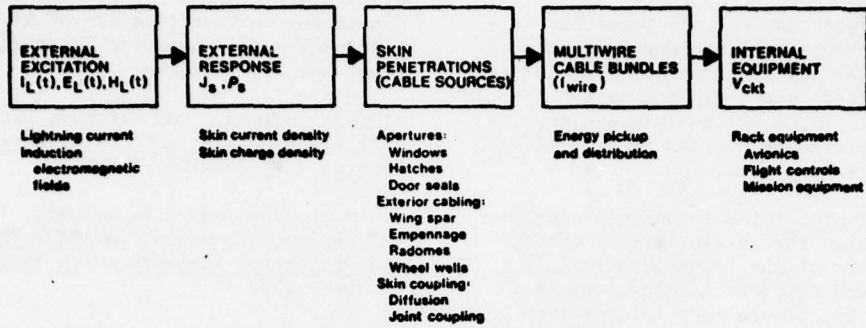 EXTERNAL
EXCITATION
I_L(t), E_L(t), H_L(t)
EXTERNAL
RESPONSE
J_s, ρ_s
SKIN
PENETRATIONS
(CABLE SOURCES)
MULTIWIRE
CABLE BUNDLES
(I_wire)
INTERNAL
EQUIPMENT
V_ckt
Lightning current
Induction
electromagnetic
fields
Skin current density
Skin charge density
Apertures:
Windows
Hatches
Door seals
Exterior cabling:
Wing spar
Empennage
Radomes
Wheel wells
Skin coupling:
Diffusion
Joint coupling
Energy pickup
and distribution
Rack equipment
Avionics
Flight controls
Mission equipment